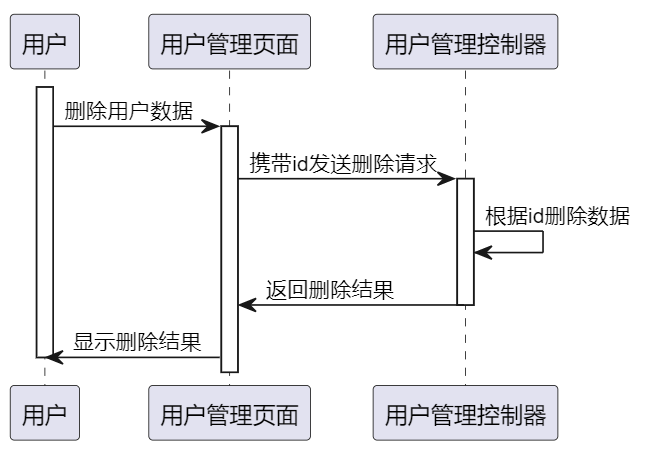 用户
用户管理页面
用户管理控制器
删除用户数据
携带id发送删除请求
根据id删除数据
返回删除结果
显示删除结果
用户
用户管理页面
用户管理控制器